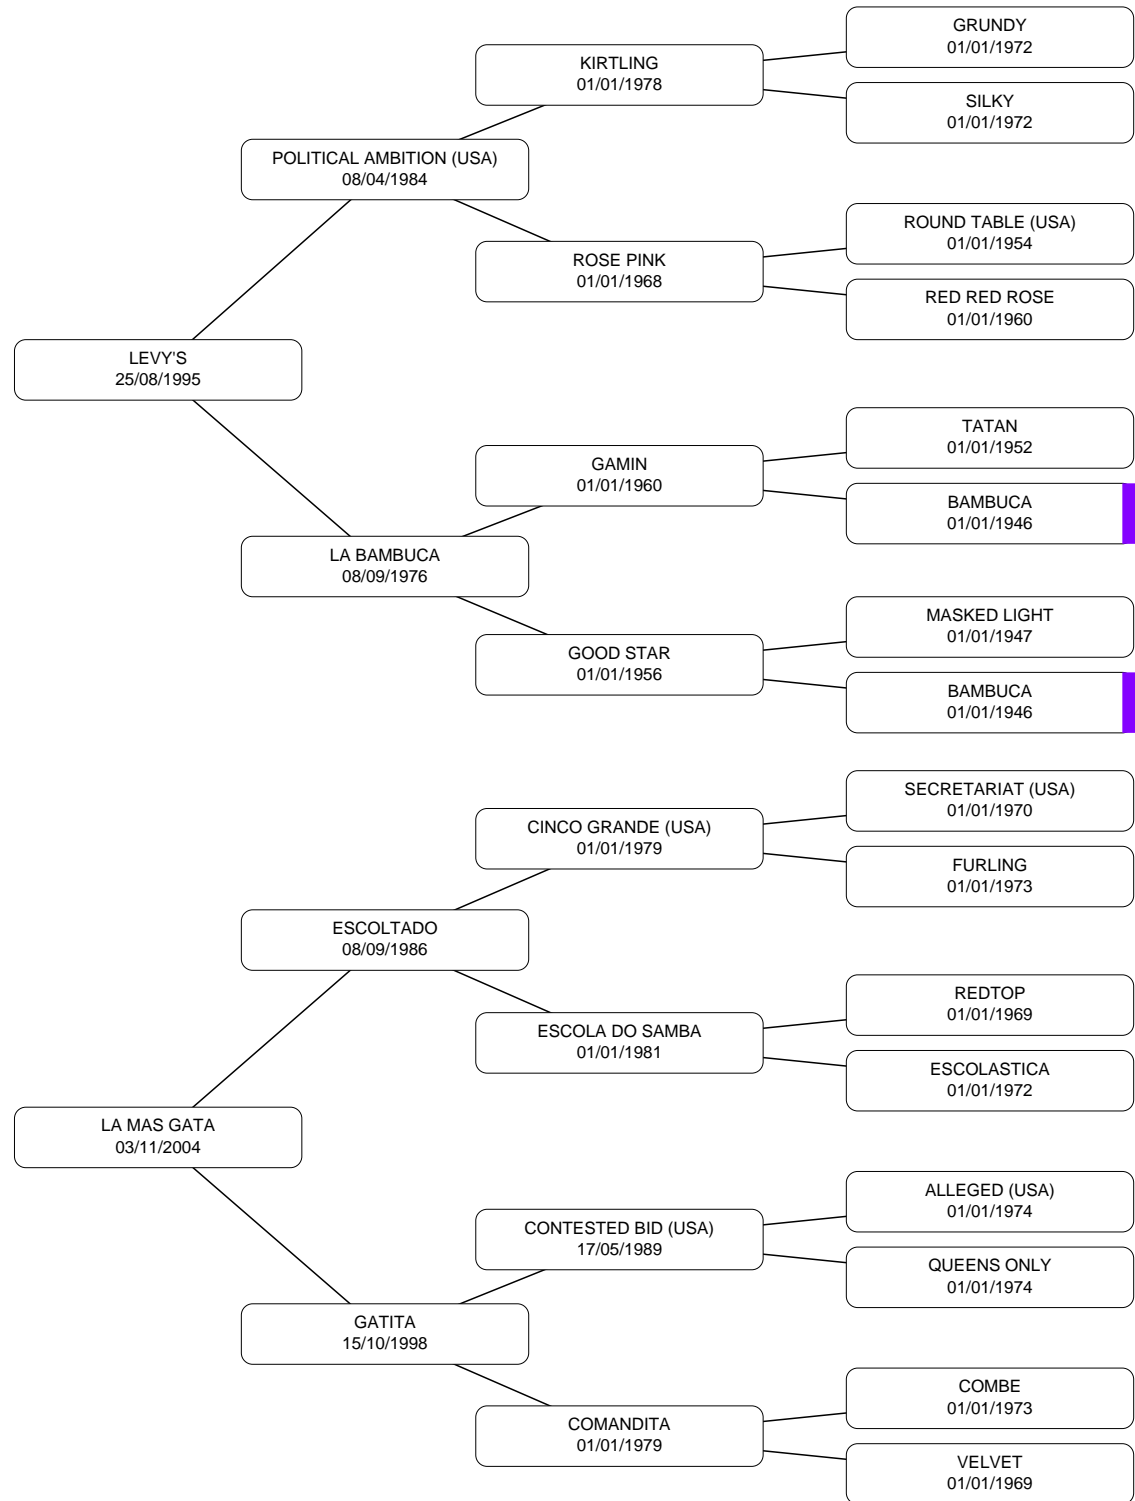 GRUNDY
01/01/1972
KIRTLING
01/01/1978
SILKY
01/01/1972
POLITICAL AMBITION (USA)
08/04/1984
ROUND TABLE (USA)
01/01/1954
ROSE PINK
01/01/1968
RED RED ROSE
01/01/1960
LEVY'S
25/08/1995
TATAN
01/01/1952
GAMIN
01/01/1960
BAMBUCA
01/01/1946
LA BAMBUCA
08/09/1976
MASKED LIGHT
01/01/1947
GOOD STAR
01/01/1956
BAMBUCA
01/01/1946
SECRETARIAT (USA)
01/01/1970
CINCO GRANDE (USA)
01/01/1979
FURLING
01/01/1973
ESCOLTADO
08/09/1986
REDTOP
01/01/1969
ESCOLA DO SAMBA
01/01/1981
ESCOLASTICA
01/01/1972
LA MAS GATA
03/11/2004
ALLEGED (USA)
01/01/1974
CONTESTED BID (USA)
17/05/1989
QUEENS ONLY
01/01/1974
GATITA
15/10/1998
COMBE
01/01/1973
COMANDITA
01/01/1979
VELVET
01/01/1969